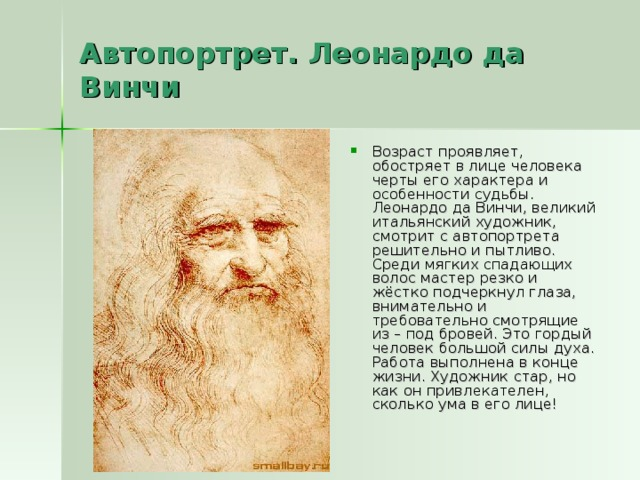 Автопортрет. Леонардо да
Винчи
Возраст проявляет,
обостряет в лице человека
черты его характера и
особенности судьбы.
Леонардо да Винчи, великий
итальянский художник,
смотрит с автопортрета
решительно и пытливо.
Среди мягких спадающих
волос мастер резко и
жёстко подчеркнул глаза,
внимательно и
требовательно смотрящие
из – под бровей. Это гордый
человек большой силы духа.
Работа выполнена в конце
жизни. Художник стар, но
как он привлекателен,
сколько ума в его лице!
smallbay.ru